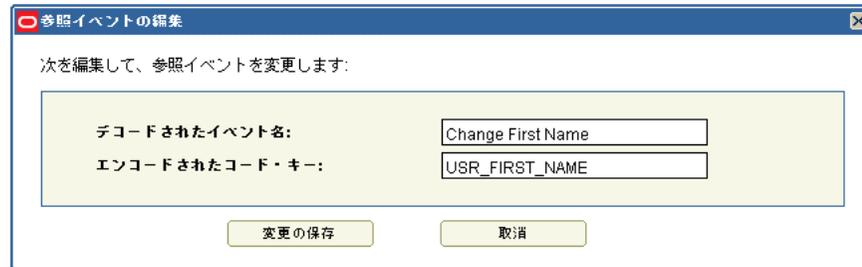 参照イベントの編集
次を編集して、参照イベントを変更します:
デコードされたイベント名: Change First Name
エンコードされたコード・キー: USR_FIRST_NAME
変更の保存 取消